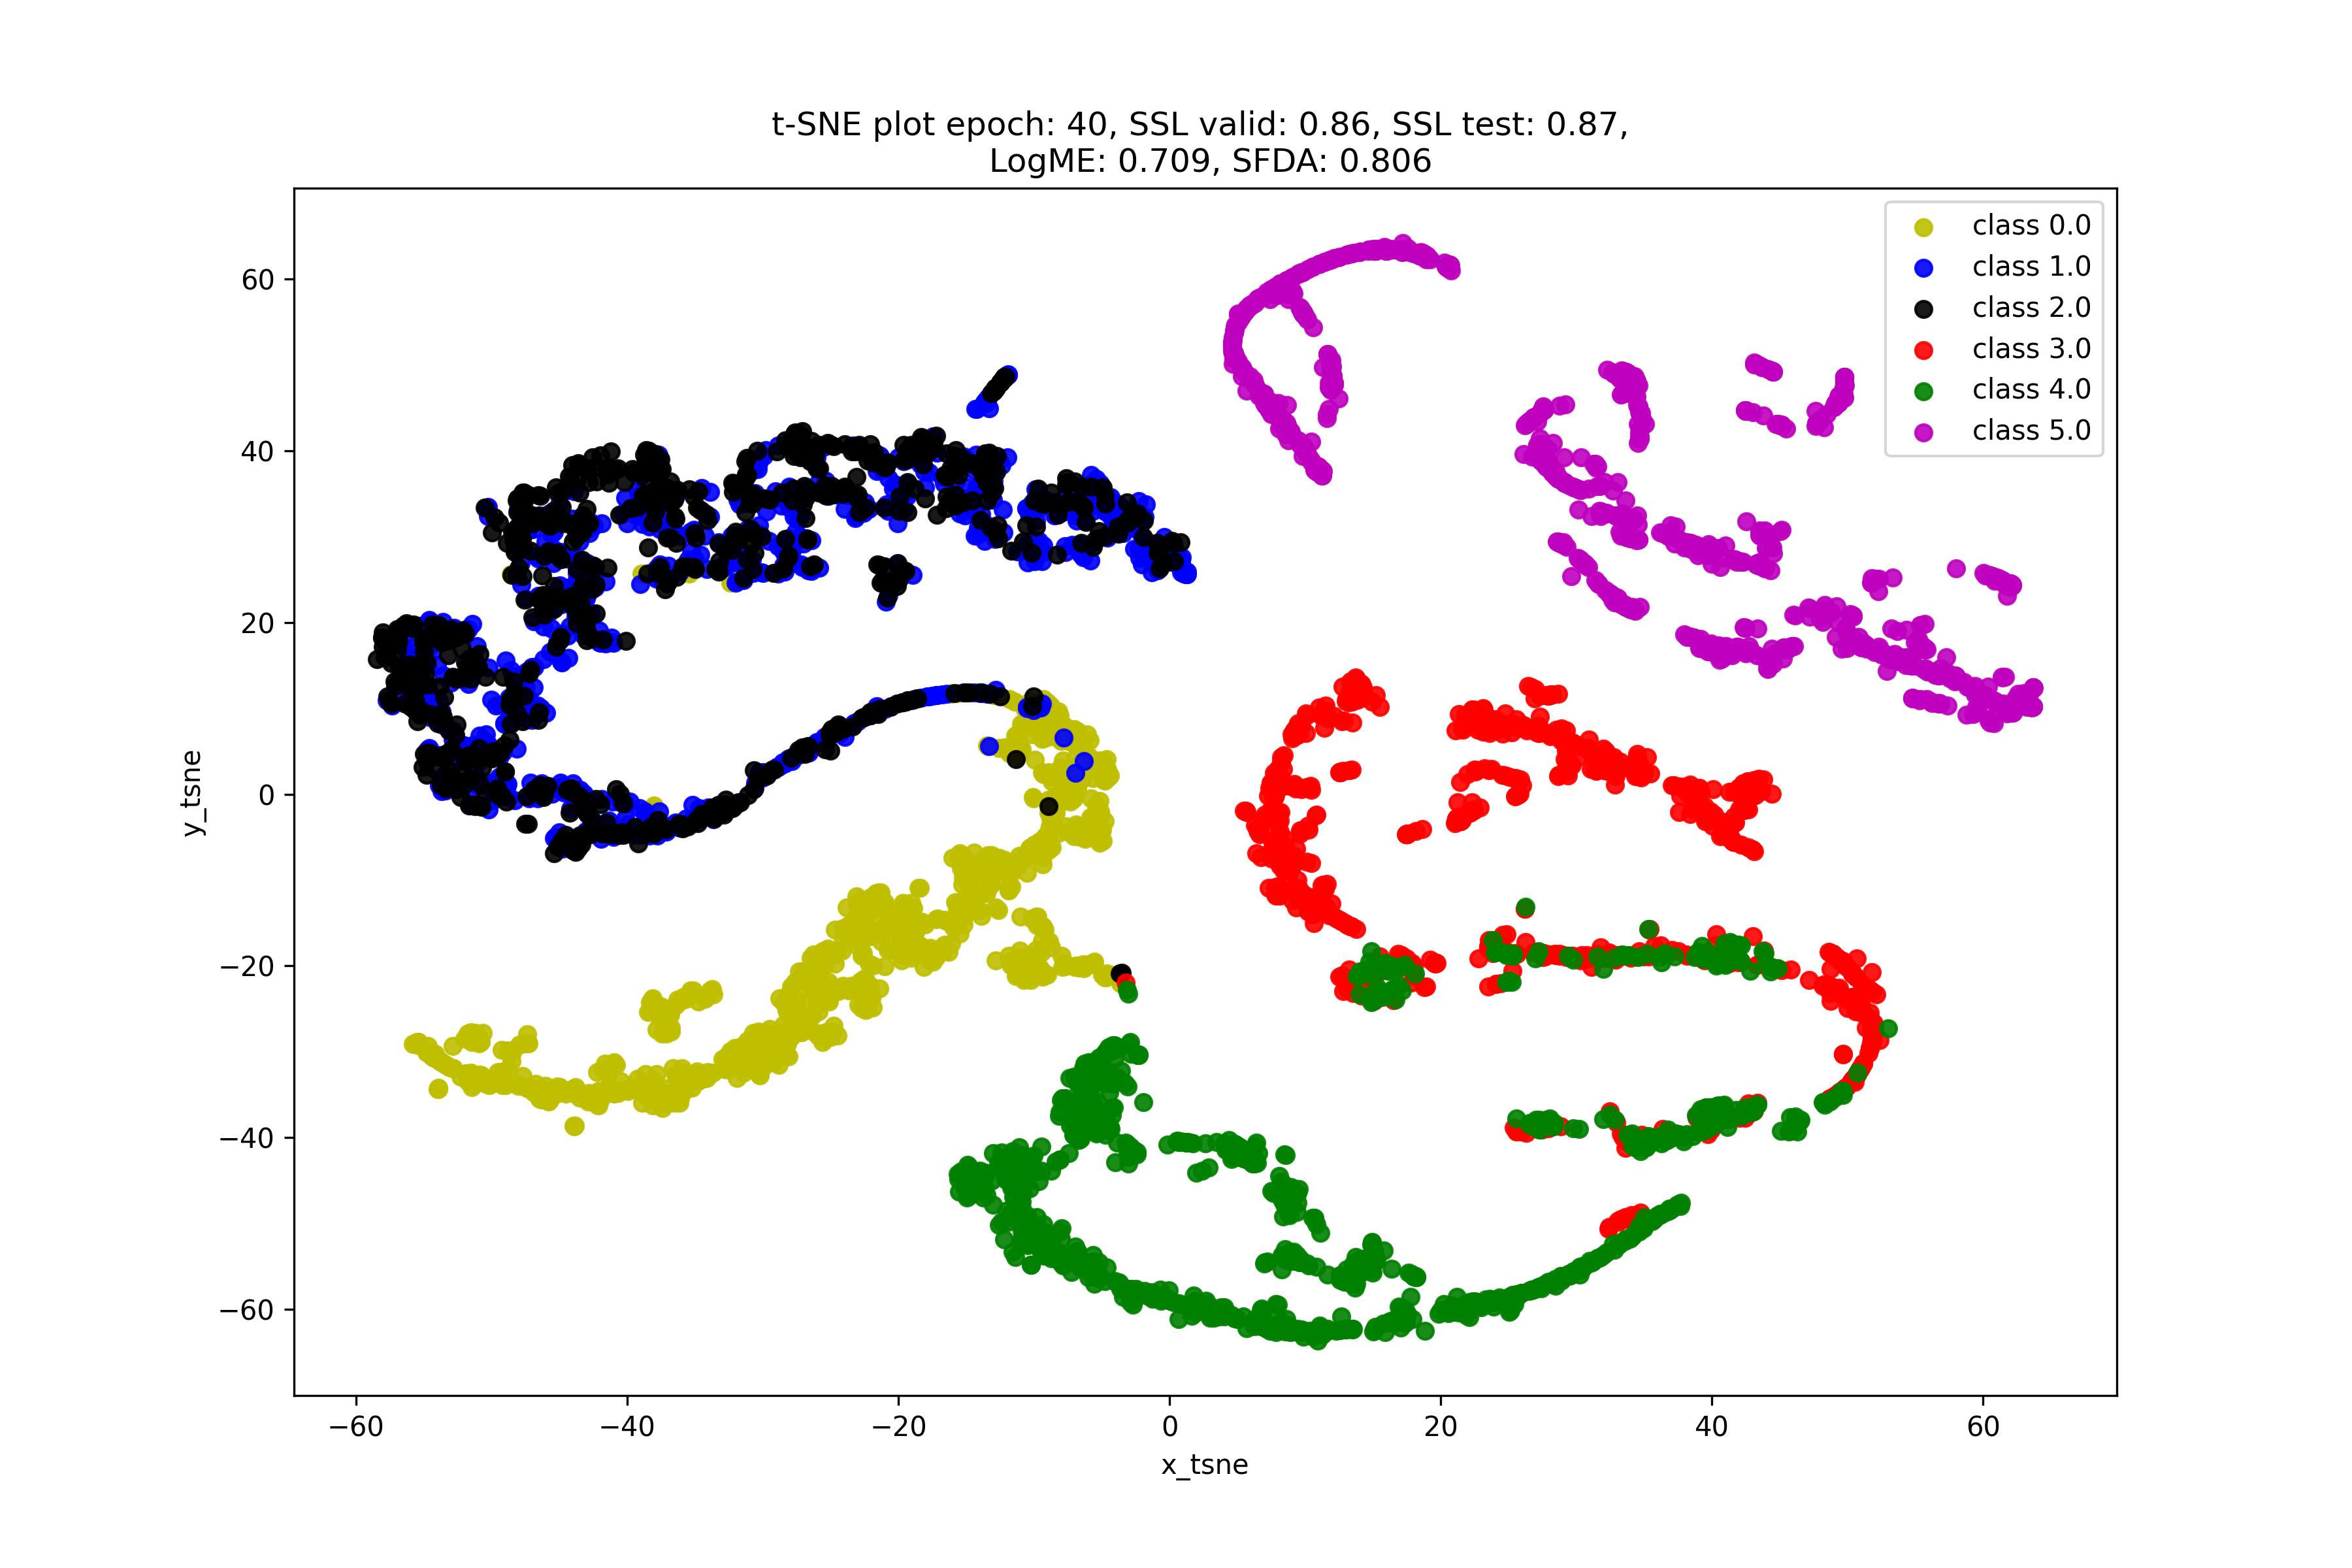 t-SNE plot epoch: 40, SSL valid: 0.86, SSL test: 0.87,
LogME: 0.709, SFDA: 0.806
class 0.0
class 1.0
class 2.0
class 3.0
class 4.0
class 5.0
60
40
20
0
−20
−40
−60
y_tsne
−60 −40 −20 0 20 40 60
x_tsne